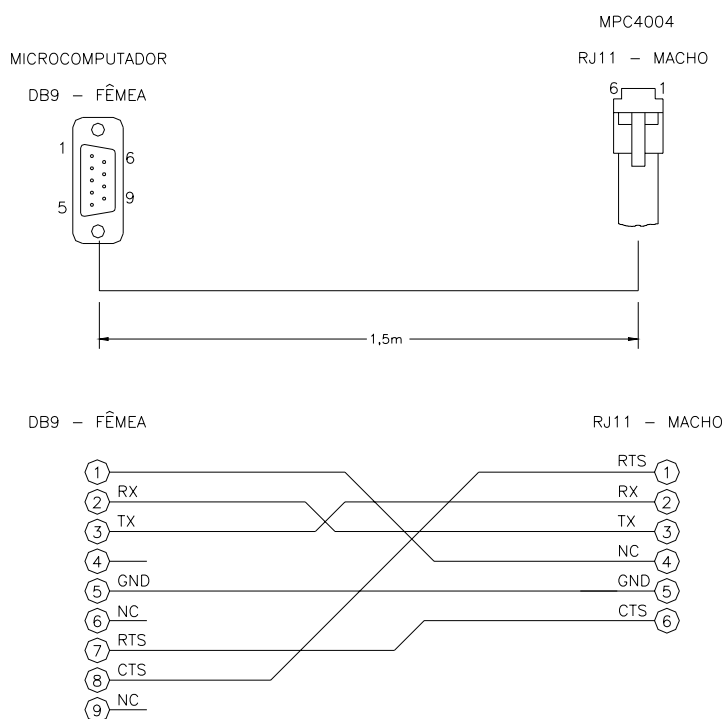 MPC4004
MICROCOMPUTADOR
RJ11 – MACHO
DB9 – FÊMEA
6 1
1
6
5
9
1,5m
DB9 – FÊMEA
RJ11 – MACHO
1
RTS 1
2 RX
RX 2
3 TX
TX 3
4
NC 4
5 GND
GND 5
6 NC
CTS 6
7 RTS
8 CTS
9 NC